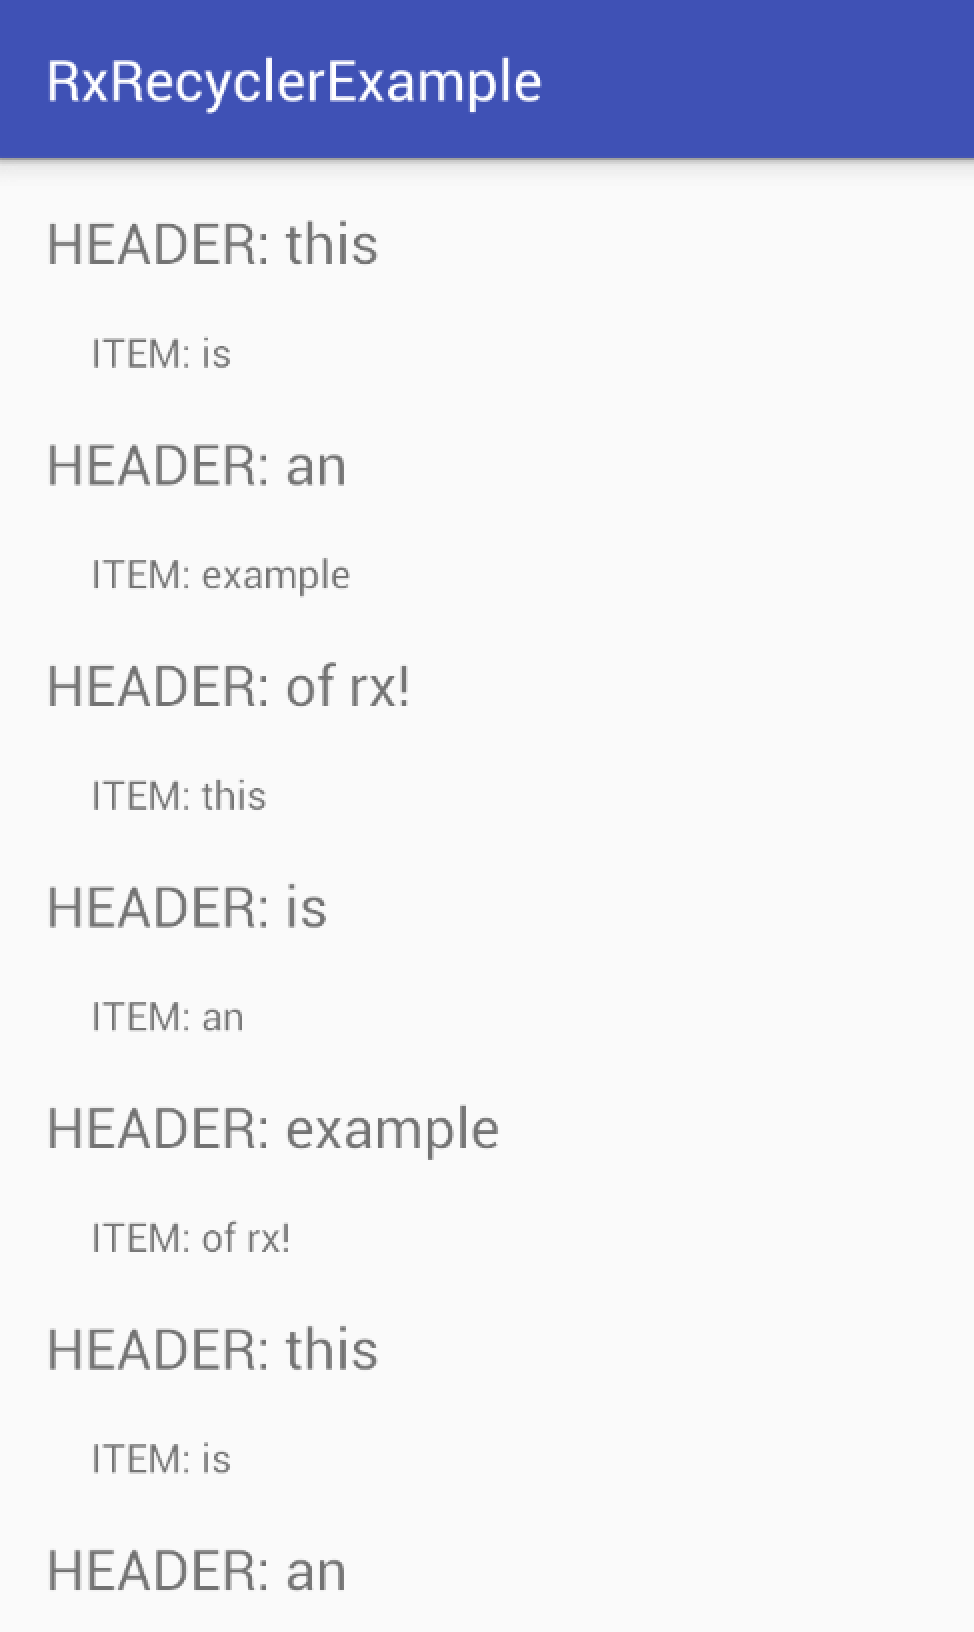 RxRecyclerExample
HEADER: this
ITEM: is
HEADER: an
ITEM: example
HEADER: of rx!
ITEM: this
HEADER: is
ITEM: an
HEADER: example
ITEM: of rx!
HEADER: this
ITEM: is
HEADER: an